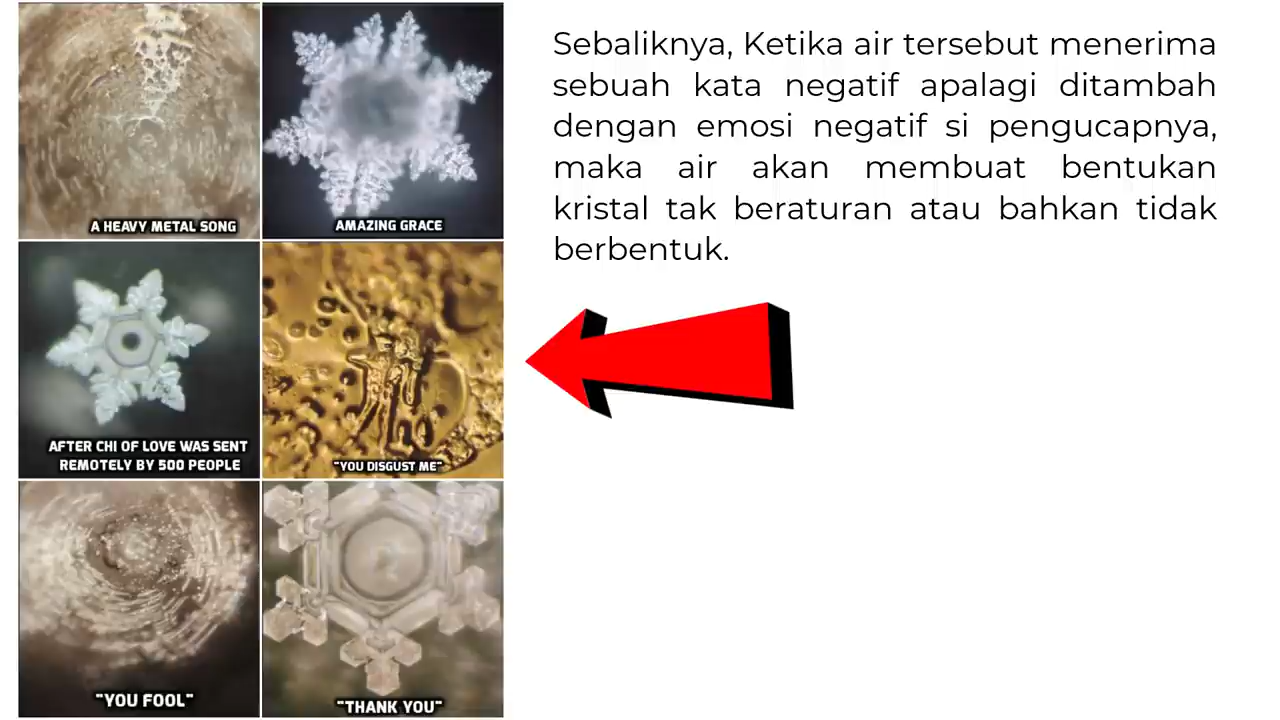 A HEAVY METAL SONG
AMAZING GRACE
AFTER CHI OF LOVE WAS SENT
REMOTELY BY 500 PEOPLE
"YOU DISGUST ME"
"YOU FOOL"
"THANK YOU"
Sebaliknya, Ketika air tersebut menerima
sebuah kata negatif apalagi ditambah
dengan emosi negatif si pengucapnya,
maka air akan membuat bentukan
kristal tak beraturan atau bahkan tidak
berbentuk.